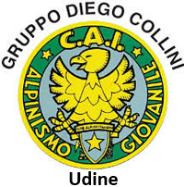 GRUPPO DIEGO COLLINI
C.A.I.
ALPINISMO GIOVANILE
Udine